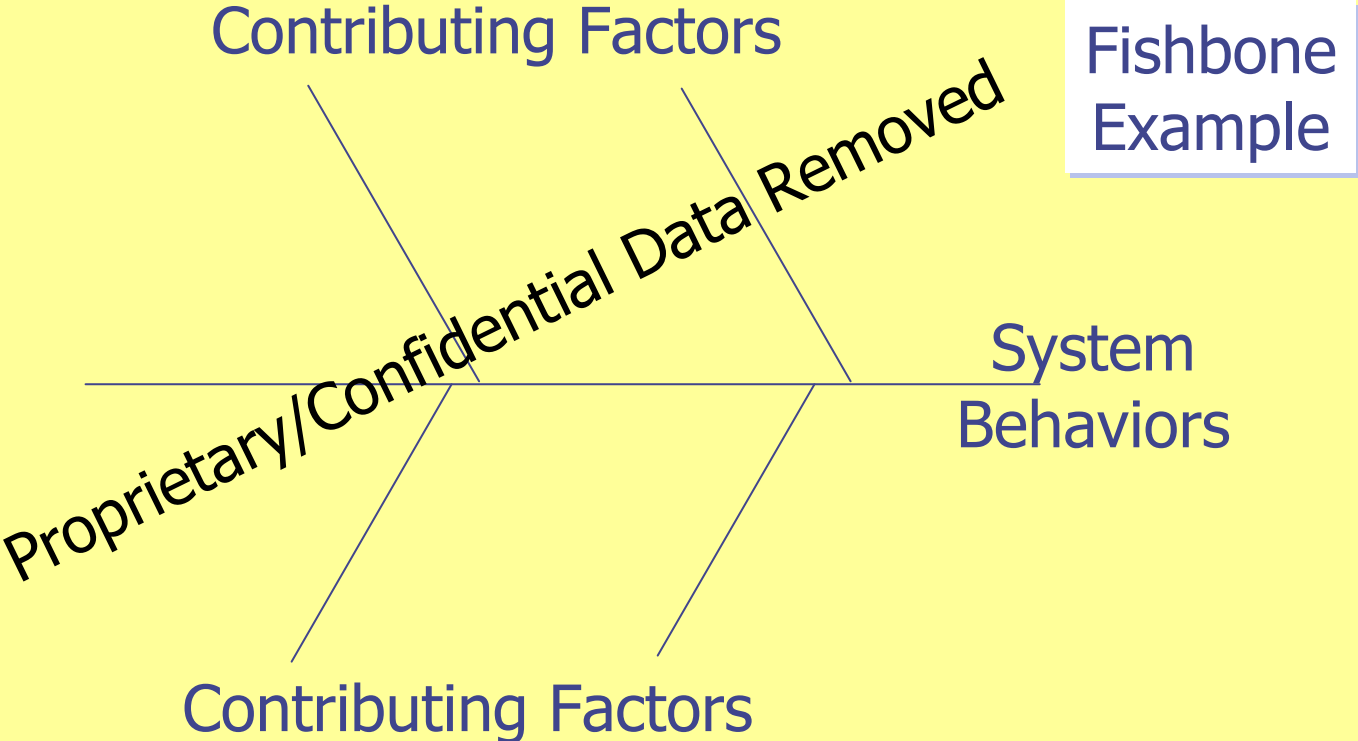 Contributing Factors
Fishbone
Example
Proprietary/Confidential Data Removed
System
Behaviors
Contributing Factors